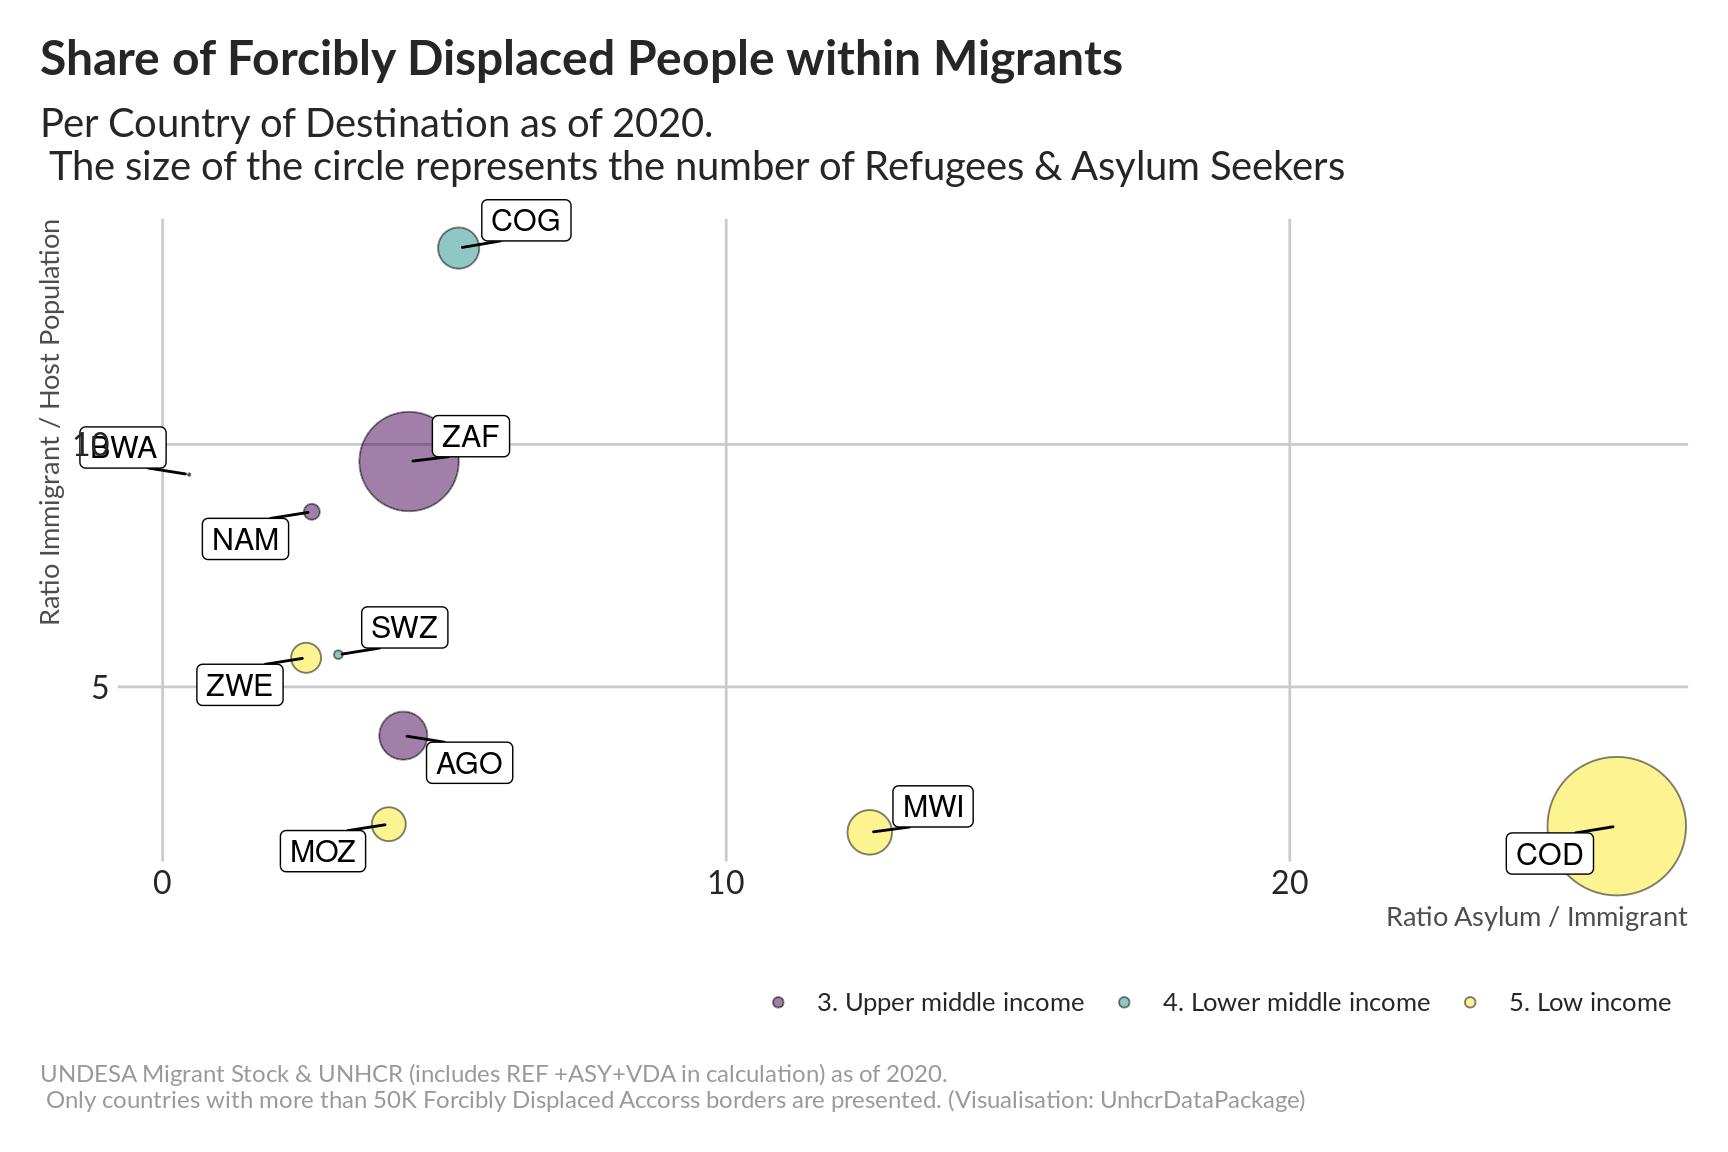 Share of Forcibly Displaced People within Migrants
Per Country of Destination as of 2020.
The size of the circle represents the number of Refugees & Asylum Seekers
Ratio Immigrant / Host Population
COG
10
BWA
ZAF
NAM
SWZ
ZWE
5
AGO
MWI
MOZ
COD
0
10
20
Ratio Asylum / Immigrant
3. Upper middle income
4. Lower middle income
5. Low income
UNDESA Migrant Stock & UNHCR (includes REF +ASY+VDA in calculation) as of 2020.
Only countries with more than 50K Forcibly Displaced Accorss borders are presented. (Visualisation: UnhcrDataPackage)